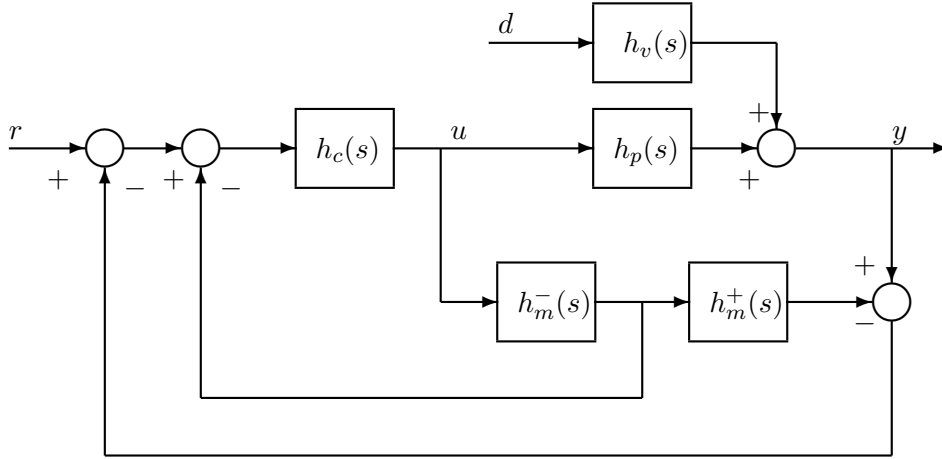 d
h_v(s)
+
r
h_c(s)
u
h_p(s)
y
+
−
+
−
+
h_m^-(s)
h_m^+(s)
+
−